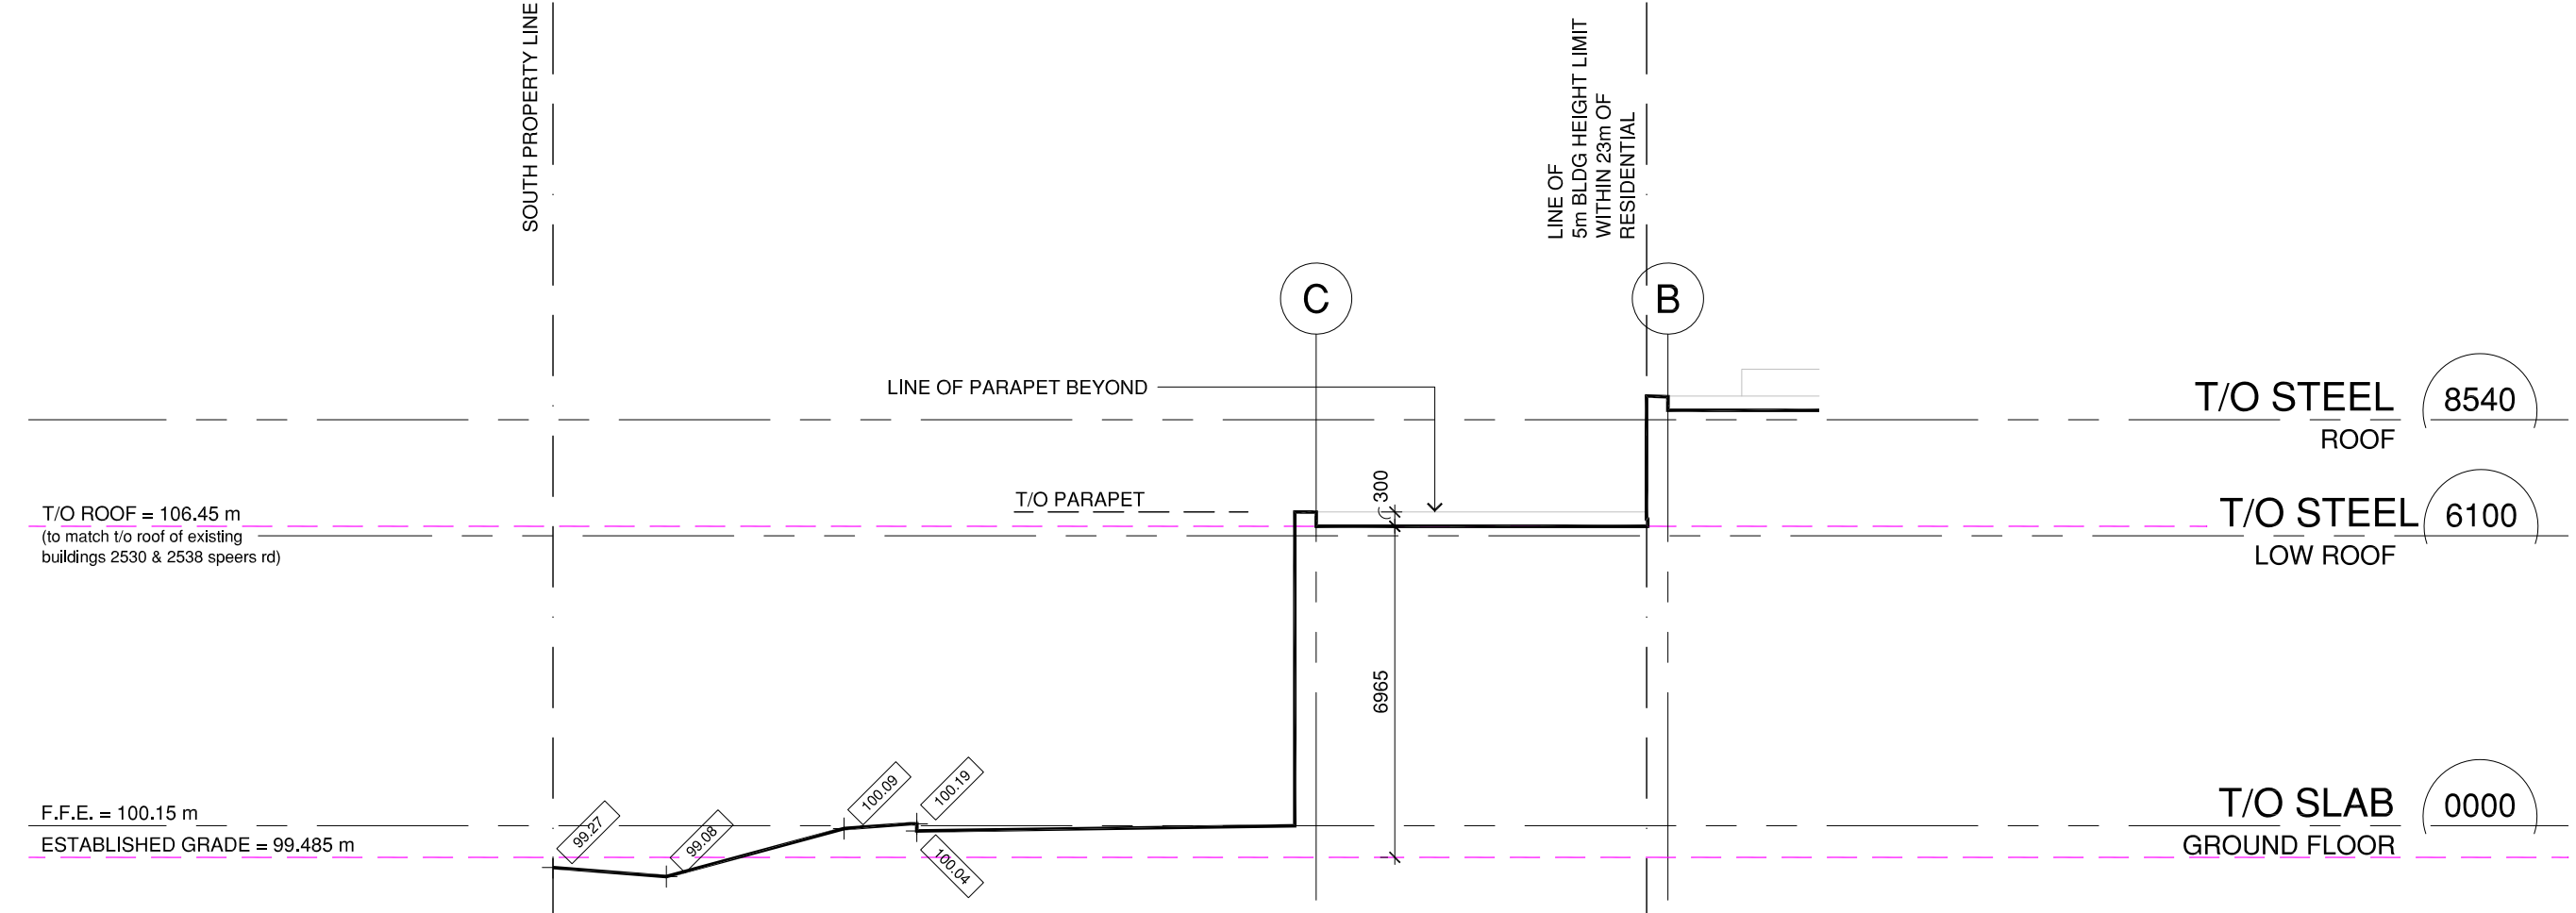 SOUTH PROPERTY LINE
LINE OF
5m BLDG HEIGHT LIMIT
WITHIN 23m OF
RESIDENTIAL
C
B
LINE OF PARAPET BEYOND
T/O STEEL
8540
ROOF
T/O PARAPET
300
T/O ROOF = 106.45 m
(to match t/o roof of existing
buildings 2530 & 2538 speers rd)
T/O STEEL
6100
LOW ROOF
6965
F.F.E. = 100.15 m
ESTABLISHED GRADE = 99.485 m
99.27
99.08
100.09
100.19
100.04
T/O SLAB
0000
GROUND FLOOR